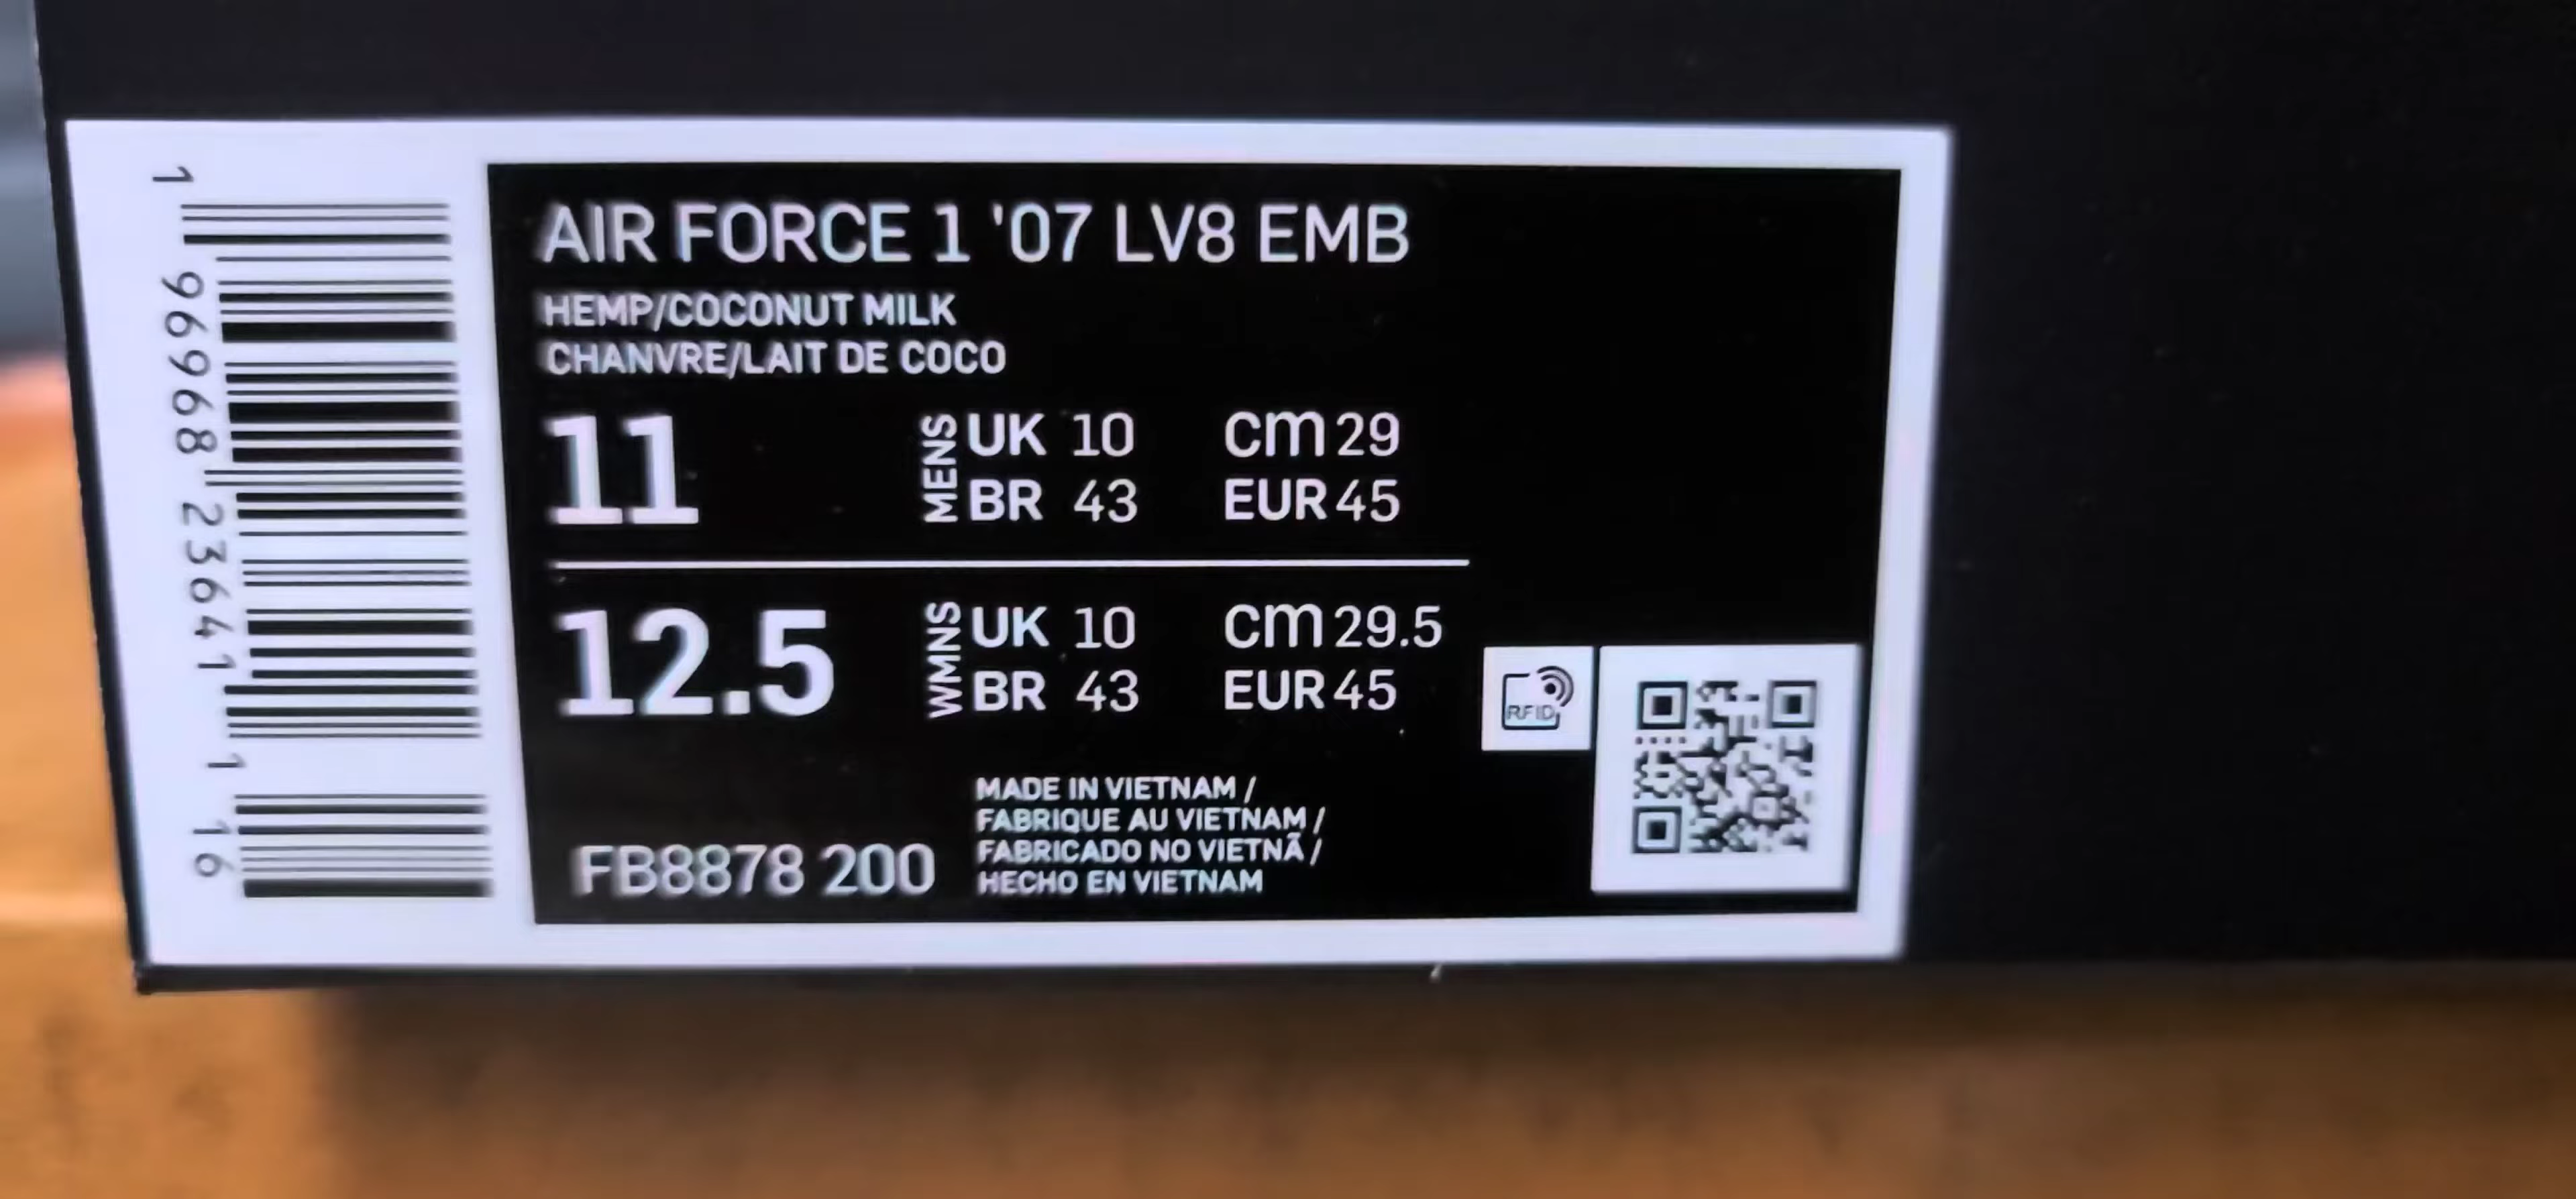 1 96968 23641 1 16
AIR FORCE 1 '07 LV8 EMB
HEMP/COCONUT MILK
CHANVRE/LAIT DE COCO
11 MENS UK 10 cm 29
BR 43 EUR 45
12.5 WMNS UK 10 cm 29.5
BR 43 EUR 45
RFID
FB8878 200
MADE IN VIETNAM /
FABRIQUE AU VIETNAM /
FABRICADO NO VIETNÃ /
HECHO EN VIETNAM